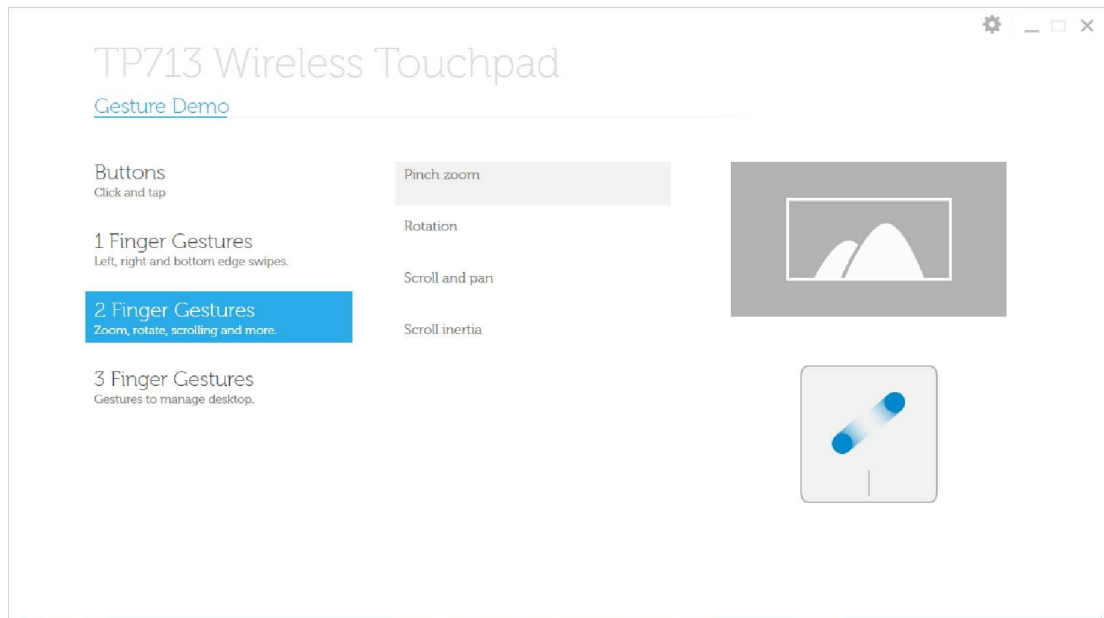 TP713 Wireless Touchpad
Gesture Demo
Buttons
Click and tap
1 Finger Gestures
Left, right and bottom edge swipes.
2 Finger Gestures
Zoom, rotate, scrolling and more.
3 Finger Gestures
Gestures to manage desktop.
Pinch zoom
Rotation
Scroll and pan
Scroll inertia